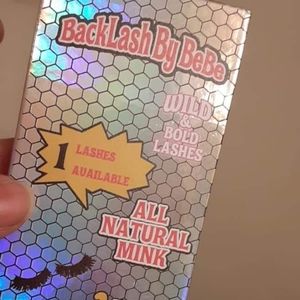 BackLash By BeBe
WILD
&
BOLD
LASHES
1
LASHES
AVAILABLE
ALL
NATURAL
MINK